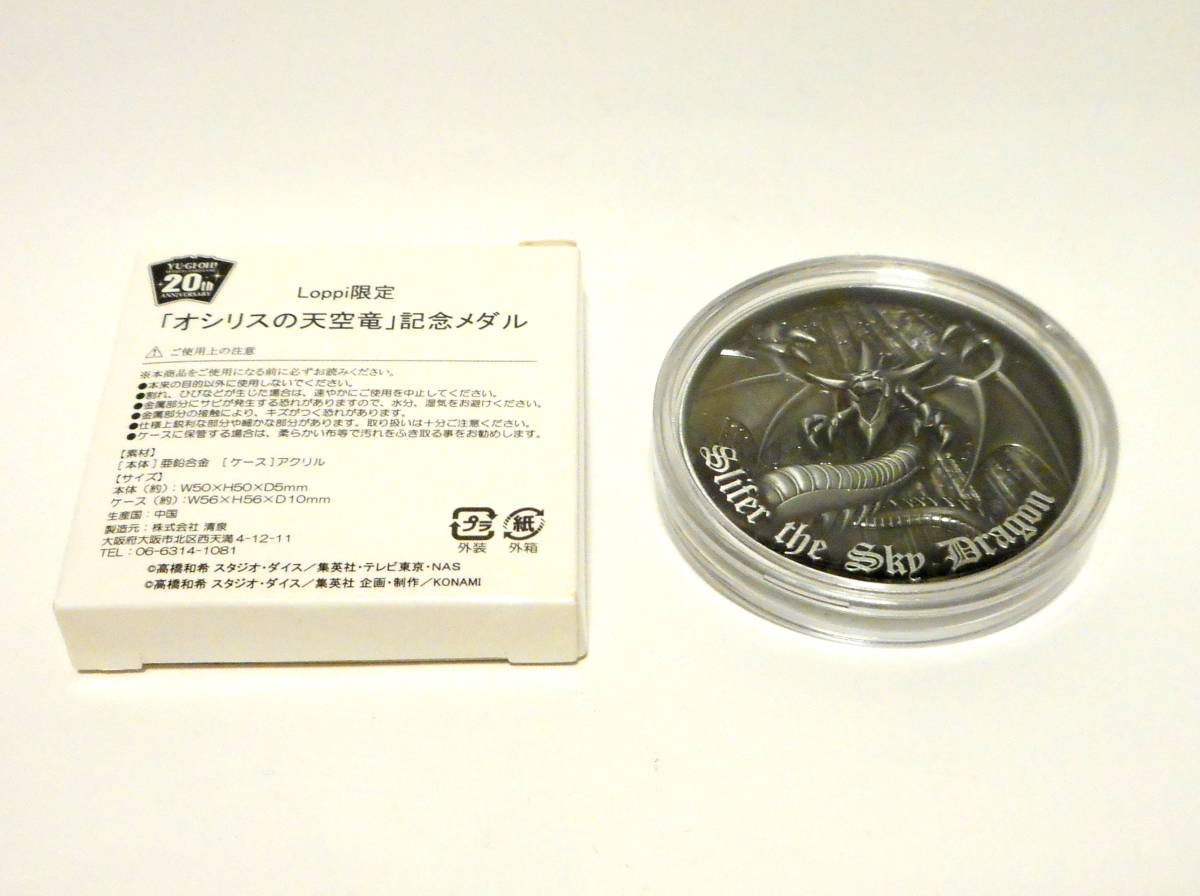 YU-GI-OH!
20th
ANNIVERSARY
Loppi限定
「オシリスの天空竜」記念メダル
ご使用上の注意
※本商品をご使用になる前に必ずお読みください。
●本来の目的以外に使用しないでください。
●割れ、ひびなどが生じた場合は、速やかにご使用を中止してください。
●金属部分にサビが発生する恐れがありますので、水分、湿気をお避けください。
●金属部分の接触により、キズがつく恐れがあります。
●仕様上鋭利な部分や細かな部分があります。取り扱いは十分ご注意ください。
●ケースに保管する場合は、柔らかい布等で汚れをふき取る事をお勧めします。
【素材】
[本体]亜鉛合金 [ケース]アクリル
【サイズ】
本体(約):W50×H50×D5mm
ケース(約):W56×H56×D10mm
生産国:中国
製造元:株式会社 清泉
大阪府大阪市北区西天満4-12-11
TEL:06-6314-1081
プラ 紙
外装 外箱
©高橋和希 スタジオ・ダイス/集英社・テレビ東京・NAS
©高橋和希 スタジオ・ダイス/集英社 企画・制作/KONAMI
Slifer the Sky Dragon